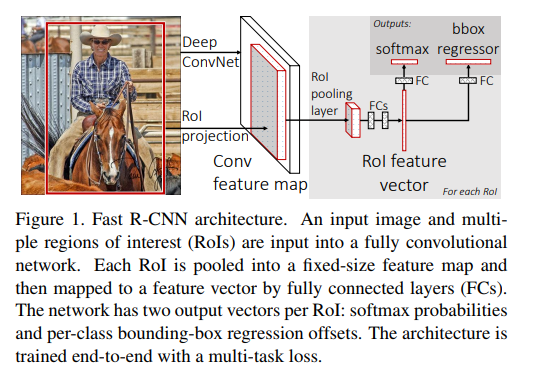 Outputs:
bbox
softmax regressor
Deep
ConvNet
RoI
pooling
layer
FC
FC
FCs
RoI
projection
Conv
feature map
RoI feature
vector
For each RoI
Figure 1. Fast R-CNN architecture. An input image and multi-
ple regions of interest (RoIs) are input into a fully convolutional
network. Each RoI is pooled into a fixed-size feature map and
then mapped to a feature vector by fully connected layers (FCs).
The network has two output vectors per RoI: softmax probabilities
and per-class bounding-box regression offsets. The architecture is
trained end-to-end with a multi-task loss.